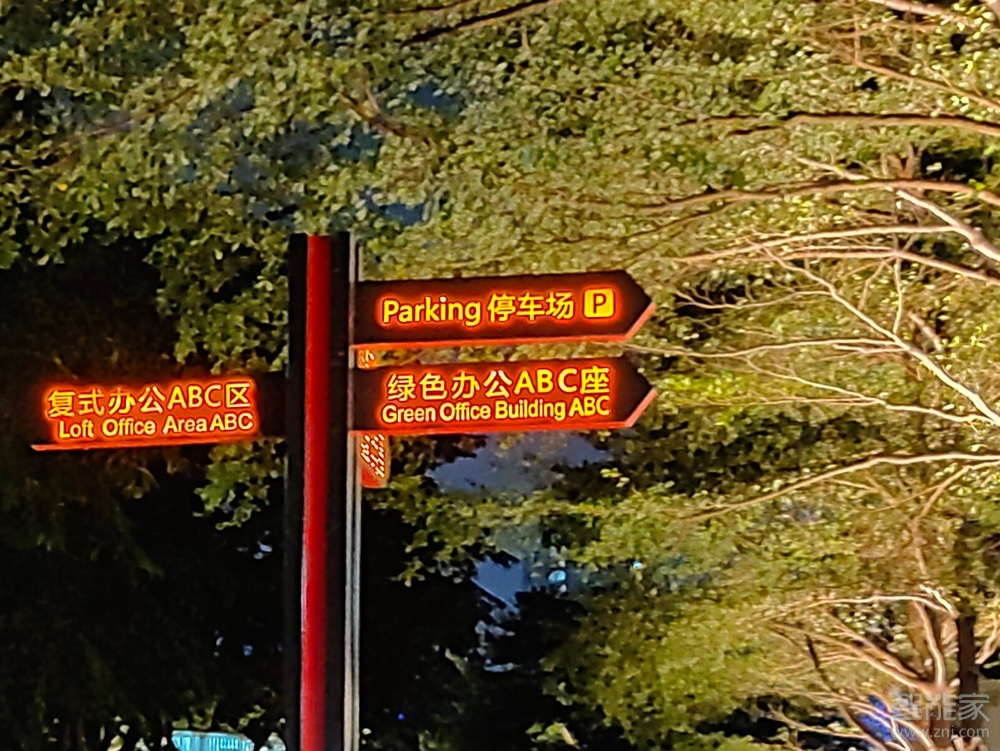 Parking 停车场 P
绿色办公ABC座
Green Office Building ABC
复式办公ABC区
Loft Office Area ABC
智能家
www.znj.com